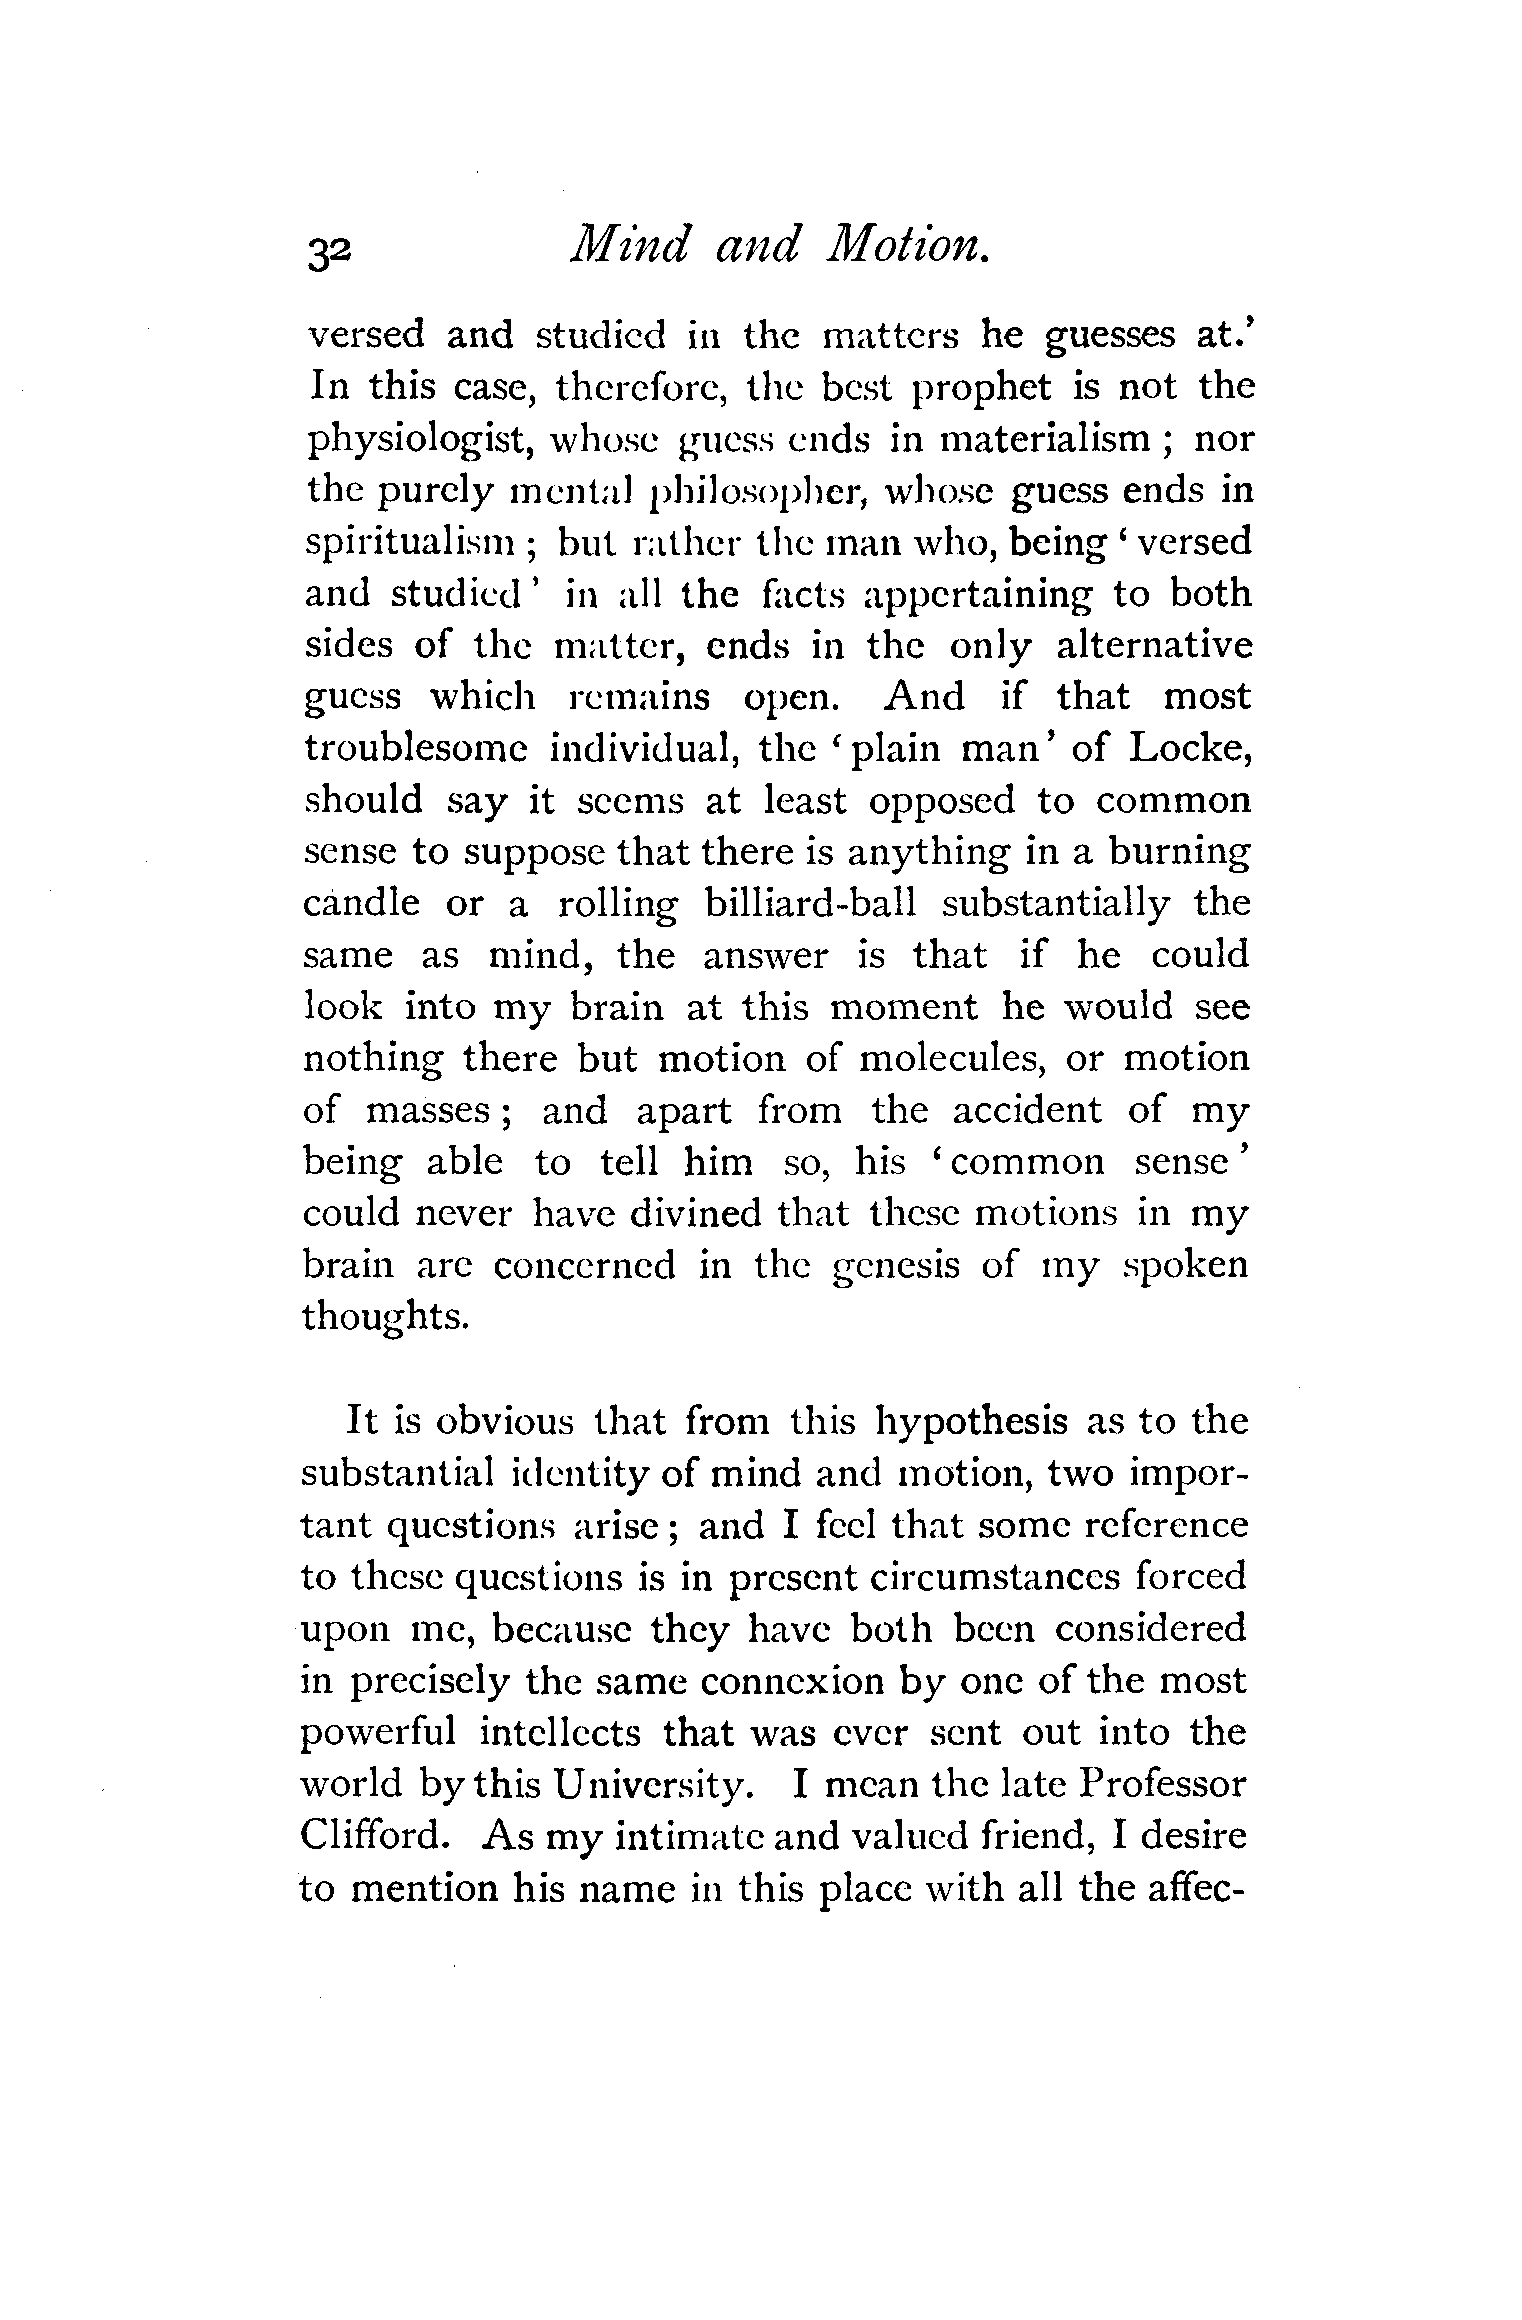 32 Mind and Motion.
versed and studied in the matters he guesses at.’
In this case, therefore, the best prophet is not the
physiologist, whose guess ends in materialism ; nor
the purely mental philosopher, whose guess ends in
spiritualism ; but rather the man who, being ‘ versed
and studied ’ in all the facts appertaining to both
sides of the matter, ends in the only alternative
guess which remains open. And if that most
troublesome individual, the ‘ plain man ’ of Locke,
should say it seems at least opposed to common
sense to suppose that there is anything in a burning
candle or a rolling billiard-ball substantially the
same as mind, the answer is that if he could
look into my brain at this moment he would see
nothing there but motion of molecules, or motion
of masses ; and apart from the accident of my
being able to tell him so, his ‘ common sense ’
could never have divined that these motions in my
brain are concerned in the genesis of my spoken
thoughts.
It is obvious that from this hypothesis as to the
substantial identity of mind and motion, two impor-
tant questions arise ; and I feel that some reference
to these questions is in present circumstances forced
upon me, because they have both been considered
in precisely the same connexion by one of the most
powerful intellects that was ever sent out into the
world by this University. I mean the late Professor
Clifford. As my intimate and valued friend, I desire
to mention his name in this place with all the affec-